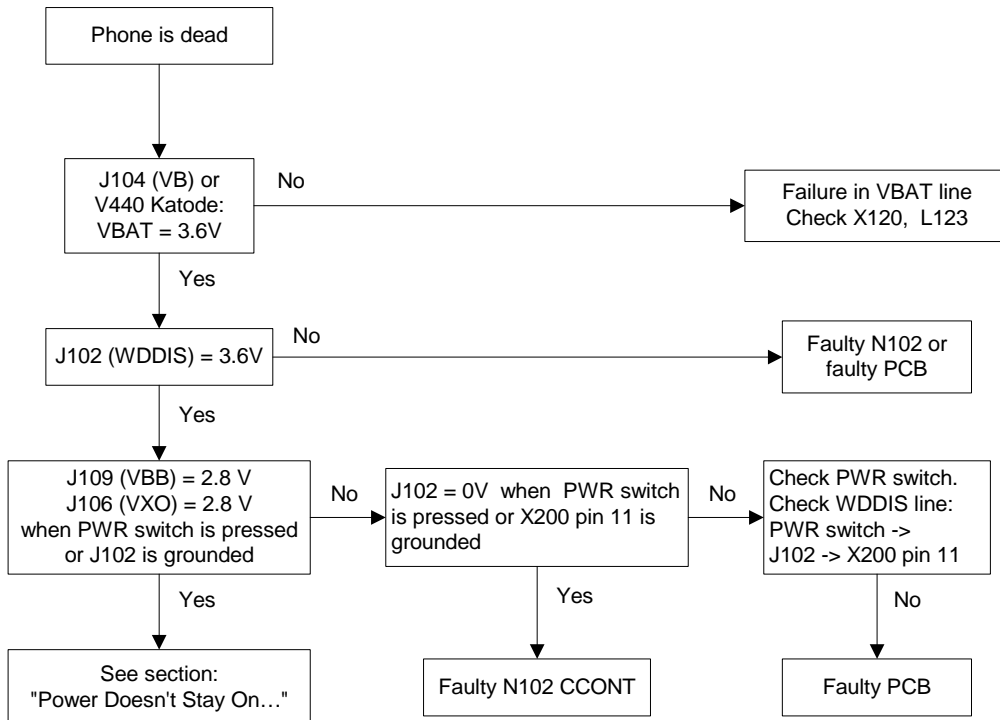 Phone is dead
J104 (VB) or
V440 Katode:
VBAT = 3.6V
No
Failure in VBAT line
Check X120,  L123
Yes
J102 (WDDIS) = 3.6V
No
Faulty N102 or
faulty PCB
Yes
J109 (VBB) = 2.8 V
J106 (VXO) = 2.8 V
when PWR switch is pressed
or J102 is grounded
No
J102 = 0V  when  PWR switch
is pressed or X200 pin 11 is
grounded
No
Check PWR switch.
Check WDDIS line:
PWR switch ->
J102 -> X200 pin 11
Yes
Yes
No
See section:
"Power Doesn't Stay On…"
Faulty N102 CCONT
Faulty PCB